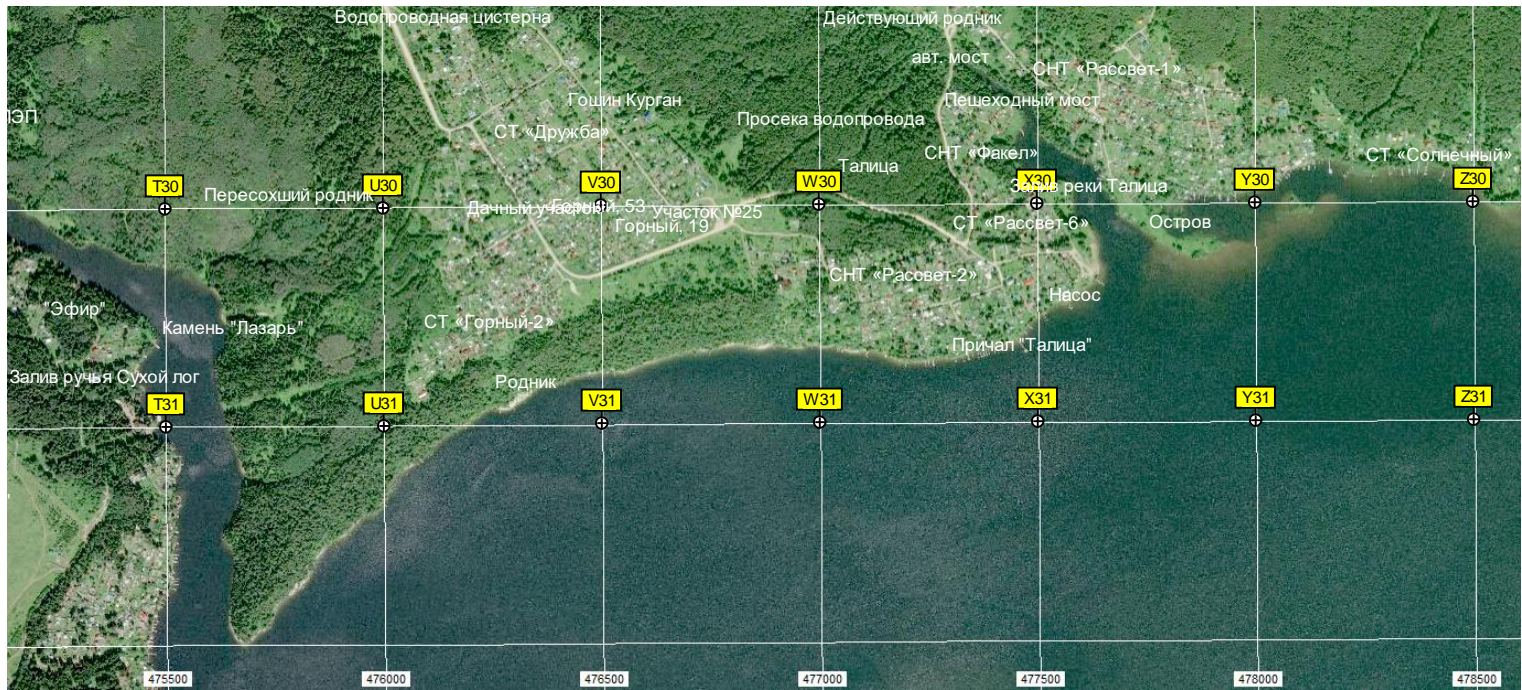 Водопроводная цистерна
Действующий родник
авт. мост
СНТ «Рассвет-1»
Гошин Курган
Пешеходный мост
ЛЭП
Просека водопровода
СТ «Дружба»
СНТ «Факел»
СТ «Солнечный»
Талица
T30
U30
V30
W30
X30
Y30
Z30
Пересохший родник
Залив реки Талица
Дачный участок
Горный, 53
Участок №25
Горный, 19
СТ «Рассвет-6»
Остров
СНТ «Рассвет-2»
Насос
"Эфир"
Камень "Лазарь"
СТ «Горный-2»
Причал "Талица"
Залив ручья Сухой лог
Родник
T31
U31
V31
W31
X31
Y31
Z31
475500
476000
476500
477000
477500
478000
478500